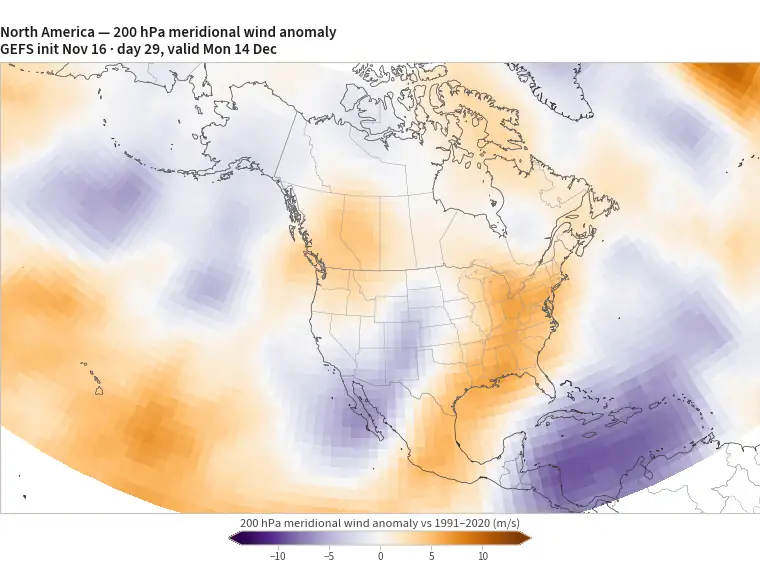 North America — 200 hPa meridional wind anomaly
GEFS init Nov 16 · day 29, valid Mon 14 Dec
200 hPa meridional wind anomaly vs 1991–2020 (m/s)
−10 −5 0 5 10